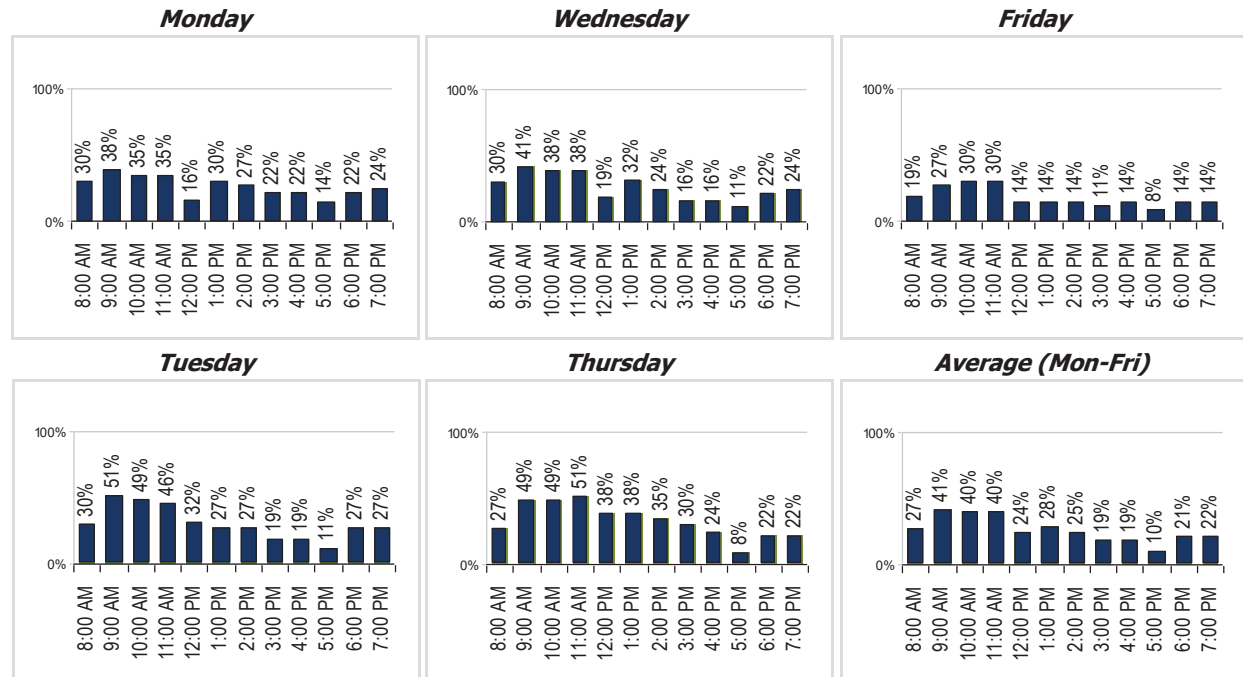 Monday
100%
0%
30%
38%
35%
35%
16%
30%
27%
22%
22%
14%
22%
24%
8:00 AM
9:00 AM
10:00 AM
11:00 AM
12:00 PM
1:00 PM
2:00 PM
3:00 PM
4:00 PM
5:00 PM
6:00 PM
7:00 PM
Wednesday
100%
0%
30%
41%
38%
38%
19%
32%
24%
16%
16%
11%
22%
24%
8:00 AM
9:00 AM
10:00 AM
11:00 AM
12:00 PM
1:00 PM
2:00 PM
3:00 PM
4:00 PM
5:00 PM
6:00 PM
7:00 PM
Friday
100%
0%
19%
27%
30%
30%
14%
14%
14%
11%
14%
8%
14%
14%
8:00 AM
9:00 AM
10:00 AM
11:00 AM
12:00 PM
1:00 PM
2:00 PM
3:00 PM
4:00 PM
5:00 PM
6:00 PM
7:00 PM
Tuesday
100%
0%
30%
51%
49%
46%
32%
27%
27%
19%
19%
11%
27%
27%
8:00 AM
9:00 AM
10:00 AM
11:00 AM
12:00 PM
1:00 PM
2:00 PM
3:00 PM
4:00 PM
5:00 PM
6:00 PM
7:00 PM
Thursday
100%
0%
27%
49%
49%
51%
38%
38%
35%
30%
24%
8%
22%
22%
8:00 AM
9:00 AM
10:00 AM
11:00 AM
12:00 PM
1:00 PM
2:00 PM
3:00 PM
4:00 PM
5:00 PM
6:00 PM
7:00 PM
Average (Mon-Fri)
100%
0%
27%
41%
40%
40%
24%
28%
25%
19%
19%
10%
21%
22%
8:00 AM
9:00 AM
10:00 AM
11:00 AM
12:00 PM
1:00 PM
2:00 PM
3:00 PM
4:00 PM
5:00 PM
6:00 PM
7:00 PM